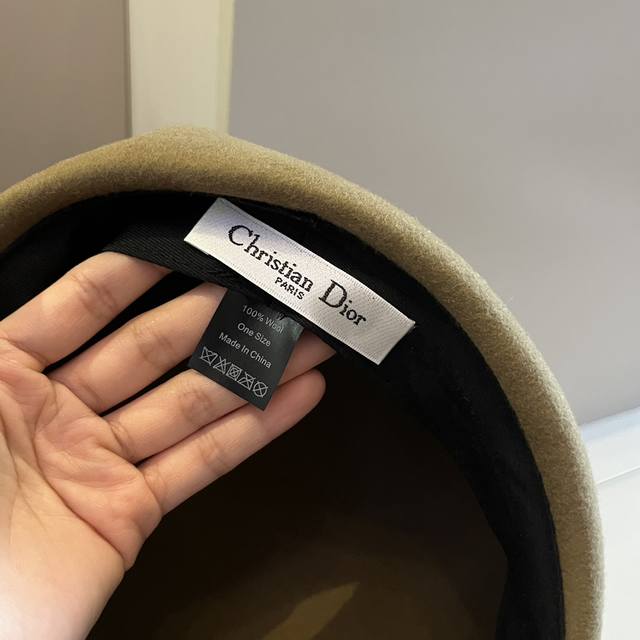 Christian Dior
PARIS
100% Wool
One Size
Made in China